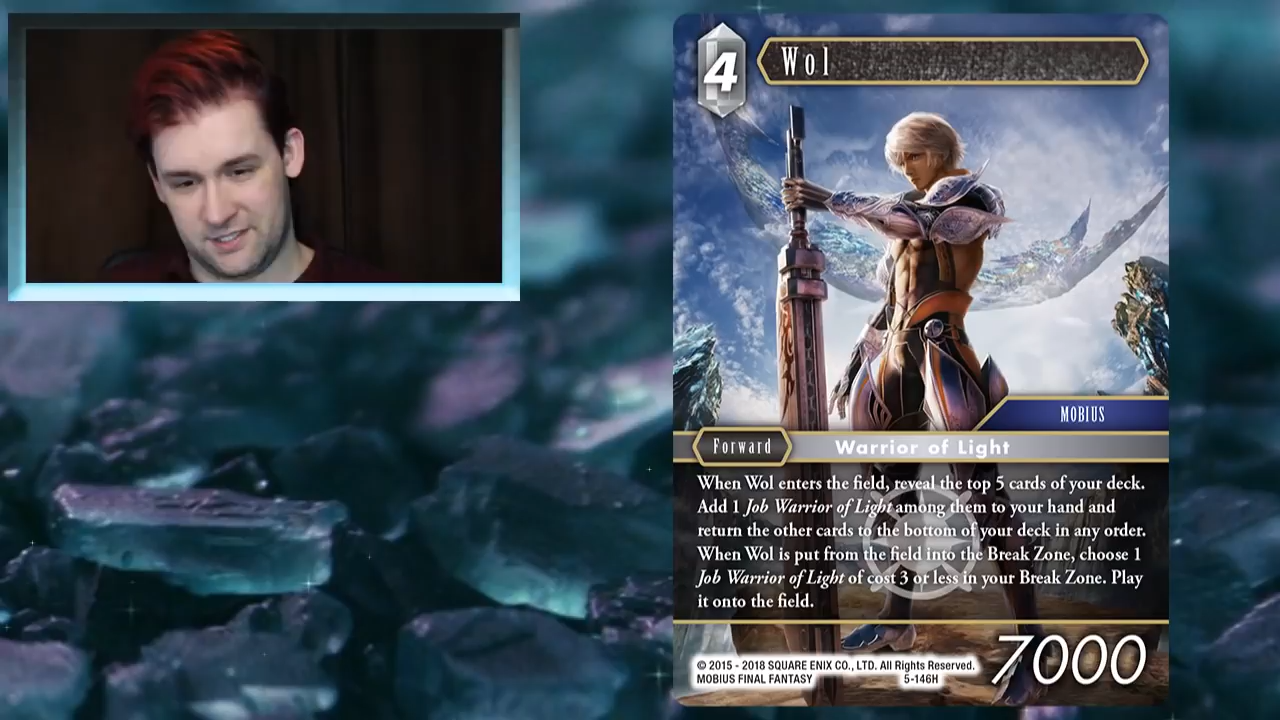 4
Wol
MOBIUS
Forward
Warrior of Light
When Wol enters the field, reveal the top 5 cards of your deck.
Add 1 Job Warrior of Light among them to your hand and
return the other cards to the bottom of your deck in any order.
When Wol is put from the field into the Break Zone, choose 1
Job Warrior of Light of cost 3 or less in your Break Zone. Play
it onto the field.
© 2015 - 2018 SQUARE ENIX CO., LTD. All Rights Reserved.
MOBIUS FINAL FANTASY
5-146H
7000